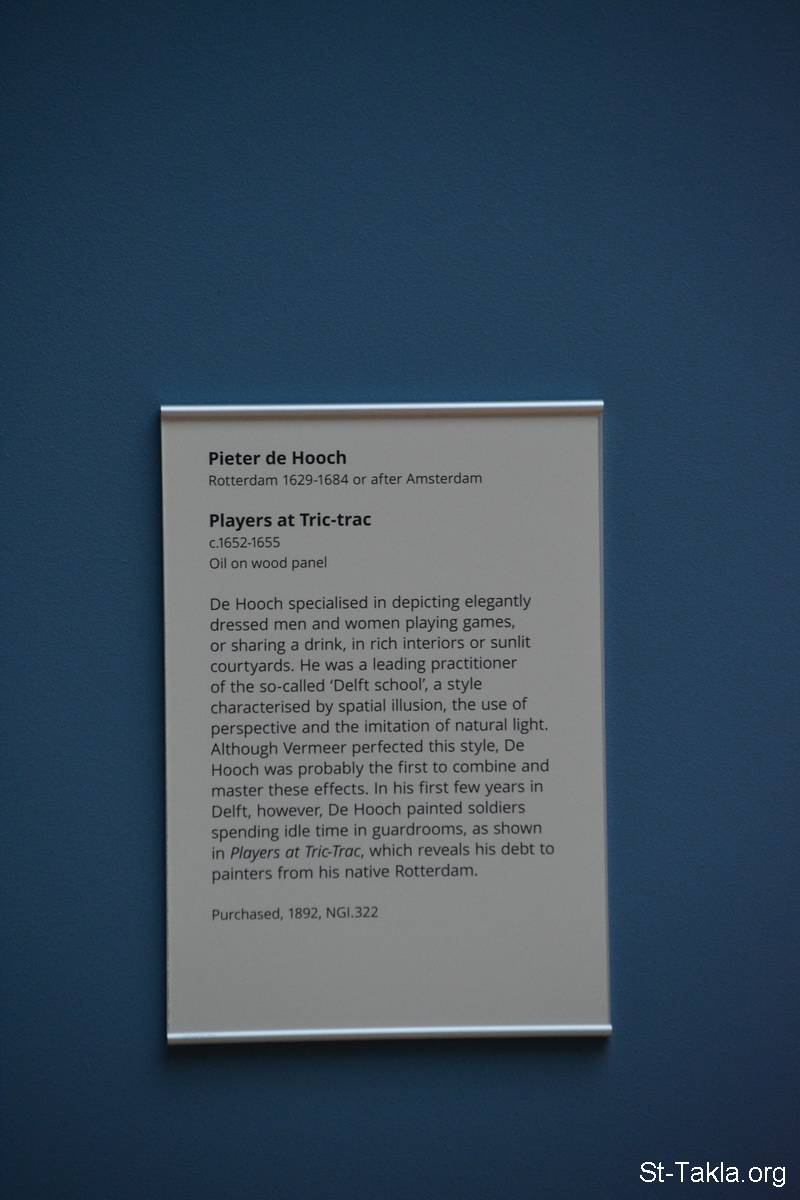 Pieter de Hooch
Rotterdam 1629-1684 or after Amsterdam
Players at Tric-trac
c.1652-1655
Oil on wood panel
De Hooch specialised in depicting elegantly
dressed men and women playing games,
or sharing a drink, in rich interiors or sunlit
courtyards. He was a leading practitioner
of the so-called ‘Delft school’, a style
characterised by spatial illusion, the use of
perspective and the imitation of natural light.
Although Vermeer perfected this style, De
Hooch was probably the first to combine and
master these effects. In his first few years in
Delft, however, De Hooch painted soldiers
spending idle time in guardrooms, as shown
in Players at Tric-Trac, which reveals his debt to
painters from his native Rotterdam.
Purchased, 1892, NGI.322
St-Takla.org